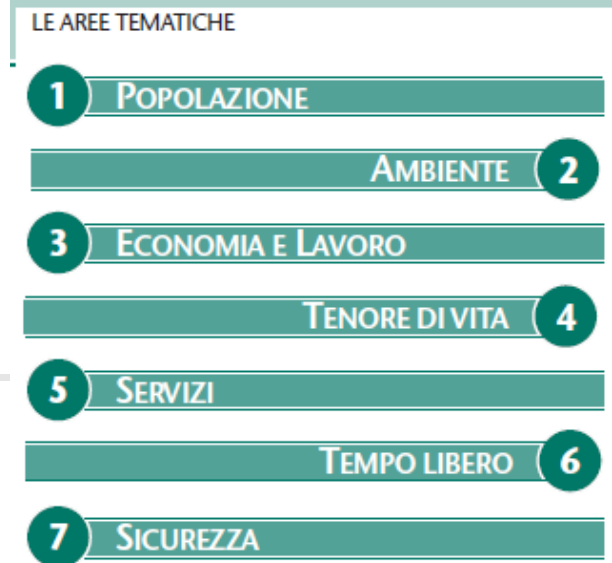 LE AREE TEMATICHE
1 POPOLAZIONE
AMBIENTE 2
3 ECONOMIA E LAVORO
TENORE DI VITA 4
5 SERVIZI
TEMPO LIBERO 6
7 SICUREZZA